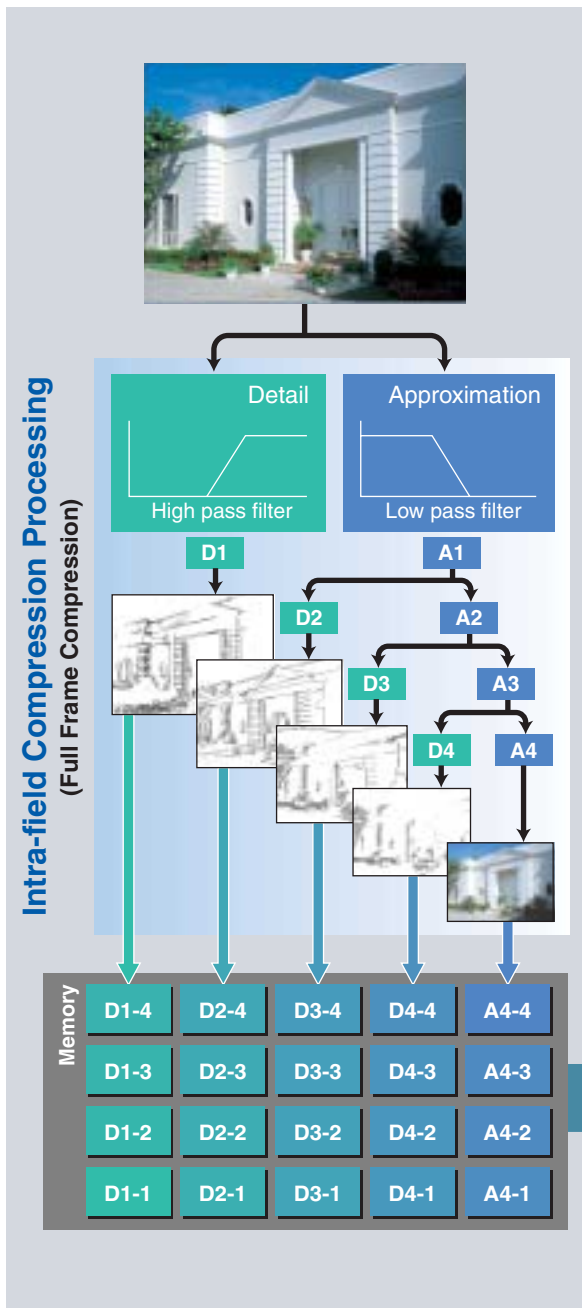 Intra-field Compression Processing
(Full Frame Compression)
Detail
High pass filter
Approximation
Low pass filter
D1
A1
D2
A2
D3
A3
D4
A4
Memory
D1-4 D2-4 D3-4 D4-4 A4-4
D1-3 D2-3 D3-3 D4-3 A4-3
D1-2 D2-2 D3-2 D4-2 A4-2
D1-1 D2-1 D3-1 D4-1 A4-1